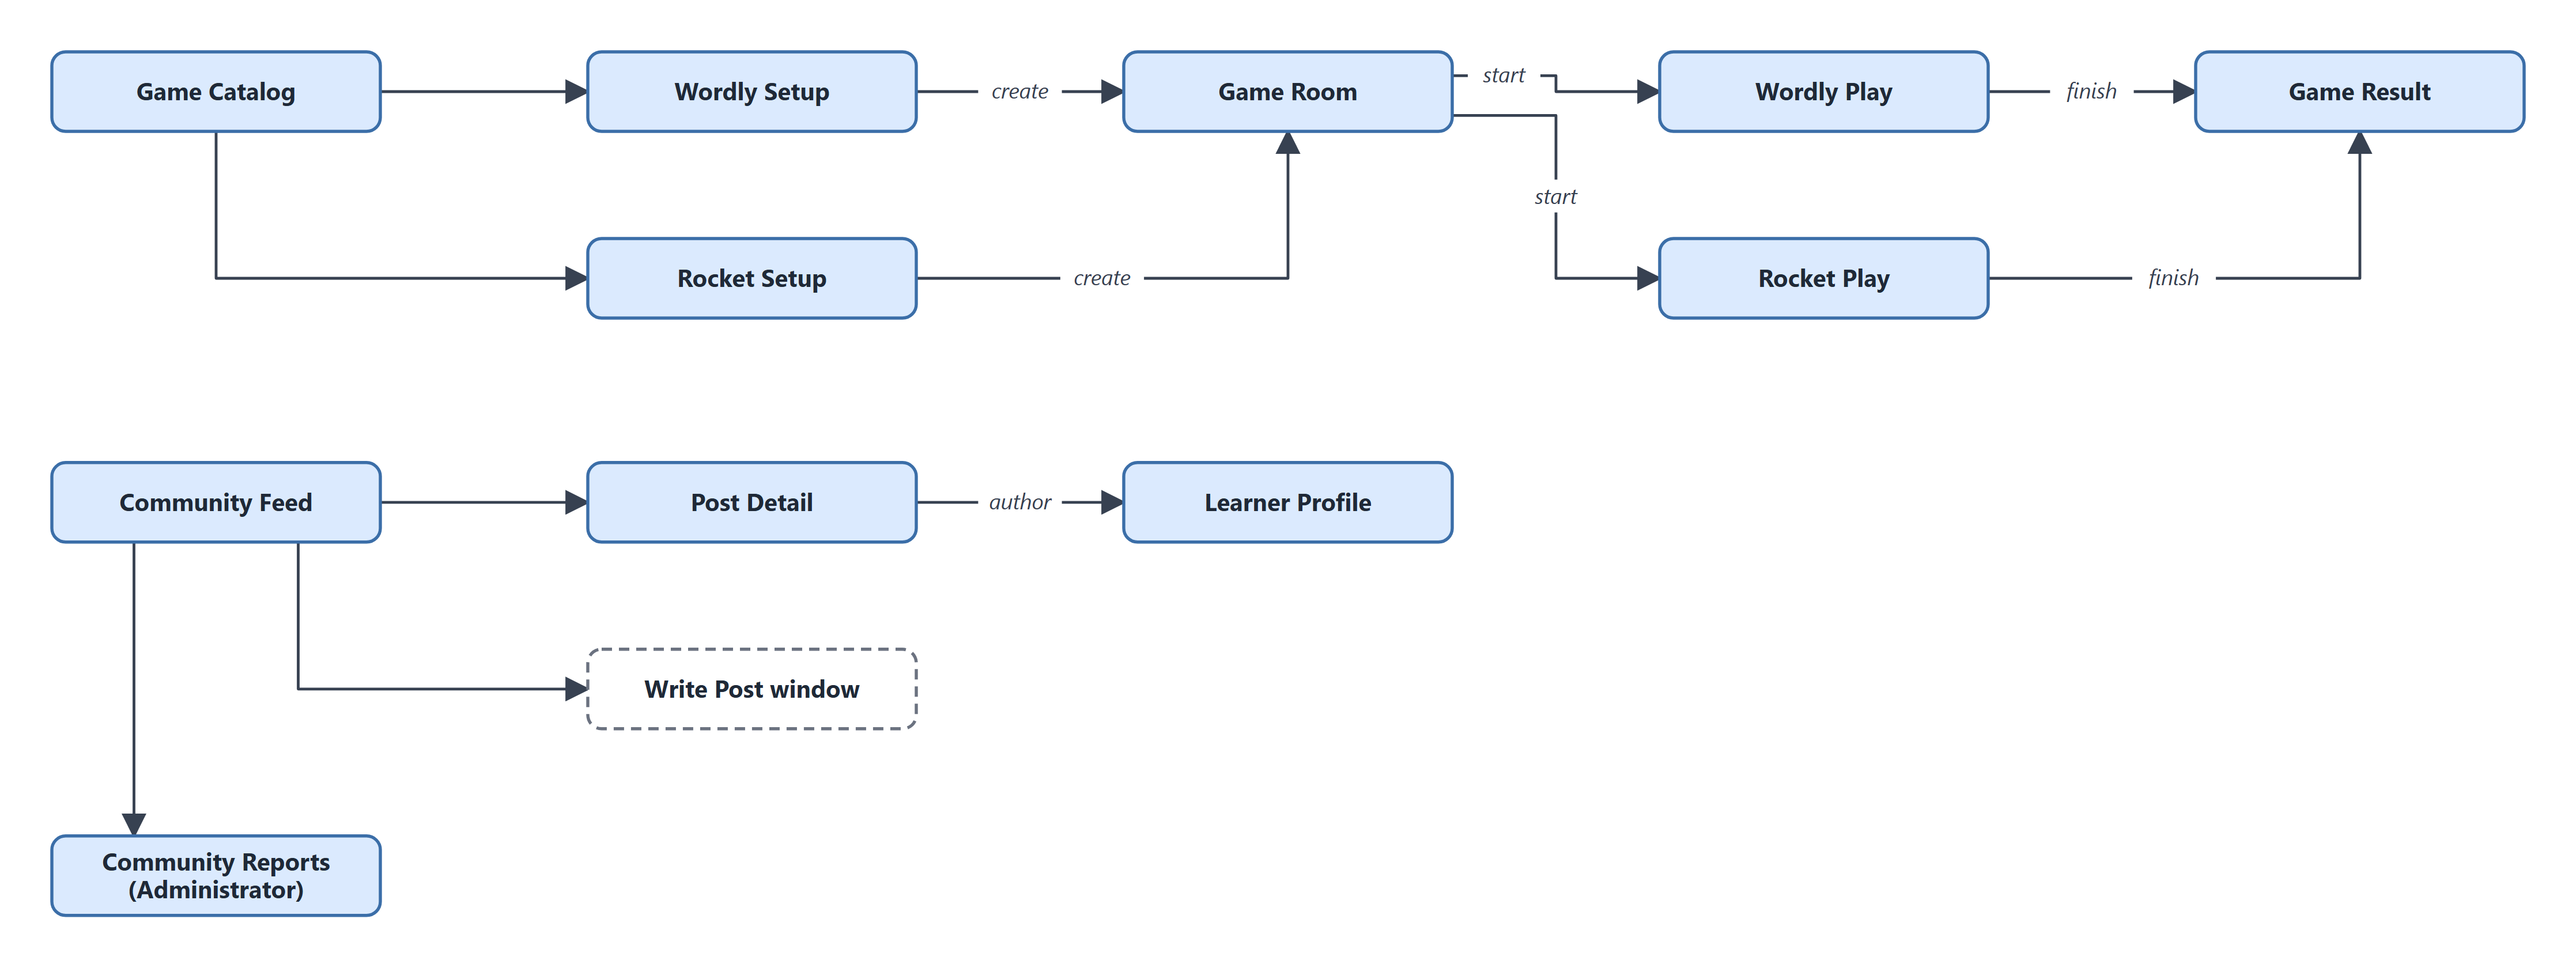 Game Catalog
Wordly Setup
create
Game Room
start
Wordly Play
finish
Game Result
start
Rocket Setup
create
Rocket Play
finish
Community Feed
Post Detail
author
Learner Profile
Write Post window
Community Reports
(Administrator)